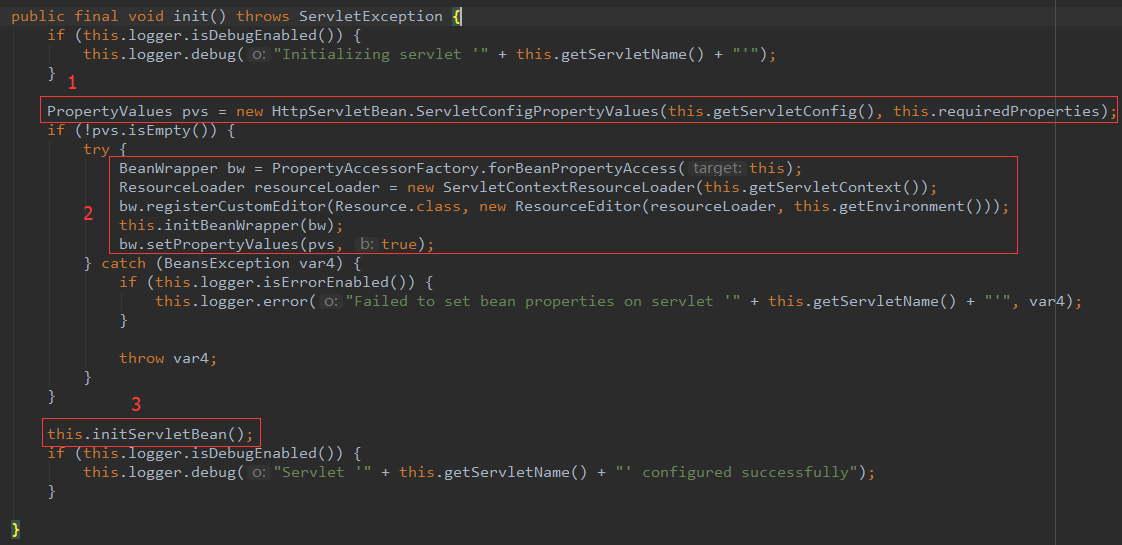 public final void init() throws ServletException {
if (this.logger.isDebugEnabled()) {
this.logger.debug( o: "Initializing servlet '" + this.getServletName() + "'");
}
1
PropertyValues pvs = new HttpServletBean.ServletConfigPropertyValues(this.getServletConfig(), this.requiredProperties);
if (!pvs.isEmpty()) {
try {
BeanWrapper bw = PropertyAccessorFactory.forBeanPropertyAccess( target: this);
ResourceLoader resourceLoader = new ServletContextResourceLoader(this.getServletContext());
2
bw.registerCustomEditor(Resource.class, new ResourceEditor(resourceLoader, this.getEnvironment()));
this.initBeanWrapper(bw);
bw.setPropertyValues(pvs, b: true);
} catch (BeansException var4) {
if (this.logger.isErrorEnabled()) {
this.logger.error( o: "Failed to set bean properties on servlet '" + this.getServletName() + "'", var4);
}
throw var4;
}
}
3
this.initServletBean();
if (this.logger.isDebugEnabled()) {
this.logger.debug( o: "Servlet '" + this.getServletName() + "' configured successfully");
}
}